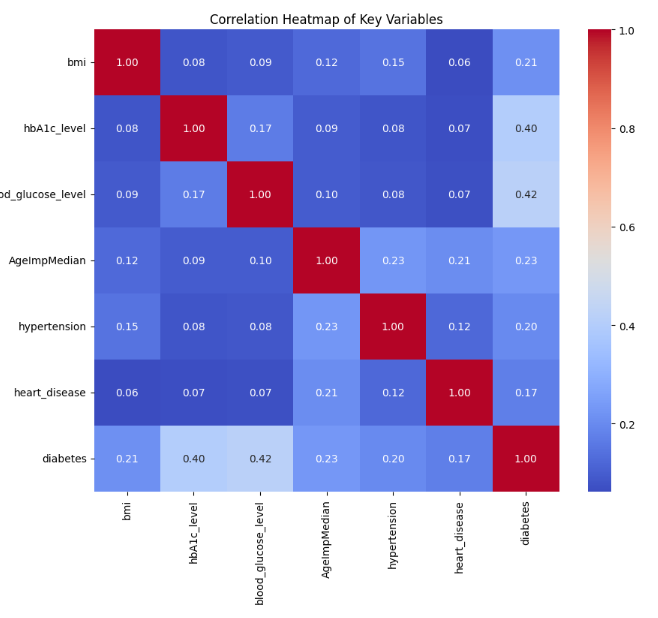 Correlation Heatmap of Key Variables
bmi 1.00 0.08 0.09 0.12 0.15 0.06 0.21
hbA1c_level 0.08 1.00 0.17 0.09 0.08 0.07 0.40
od_glucose_level 0.09 0.17 1.00 0.10 0.08 0.07 0.42
AgeImpMedian 0.12 0.09 0.10 1.00 0.23 0.21 0.23
hypertension 0.15 0.08 0.08 0.23 1.00 0.12 0.20
heart_disease 0.06 0.07 0.07 0.21 0.12 1.00 0.17
diabetes 0.21 0.40 0.42 0.23 0.20 0.17 1.00
bmi
hbA1c_level
blood_glucose_level
AgeImpMedian
hypertension
heart_disease
diabetes
1.0
0.8
0.6
0.4
0.2